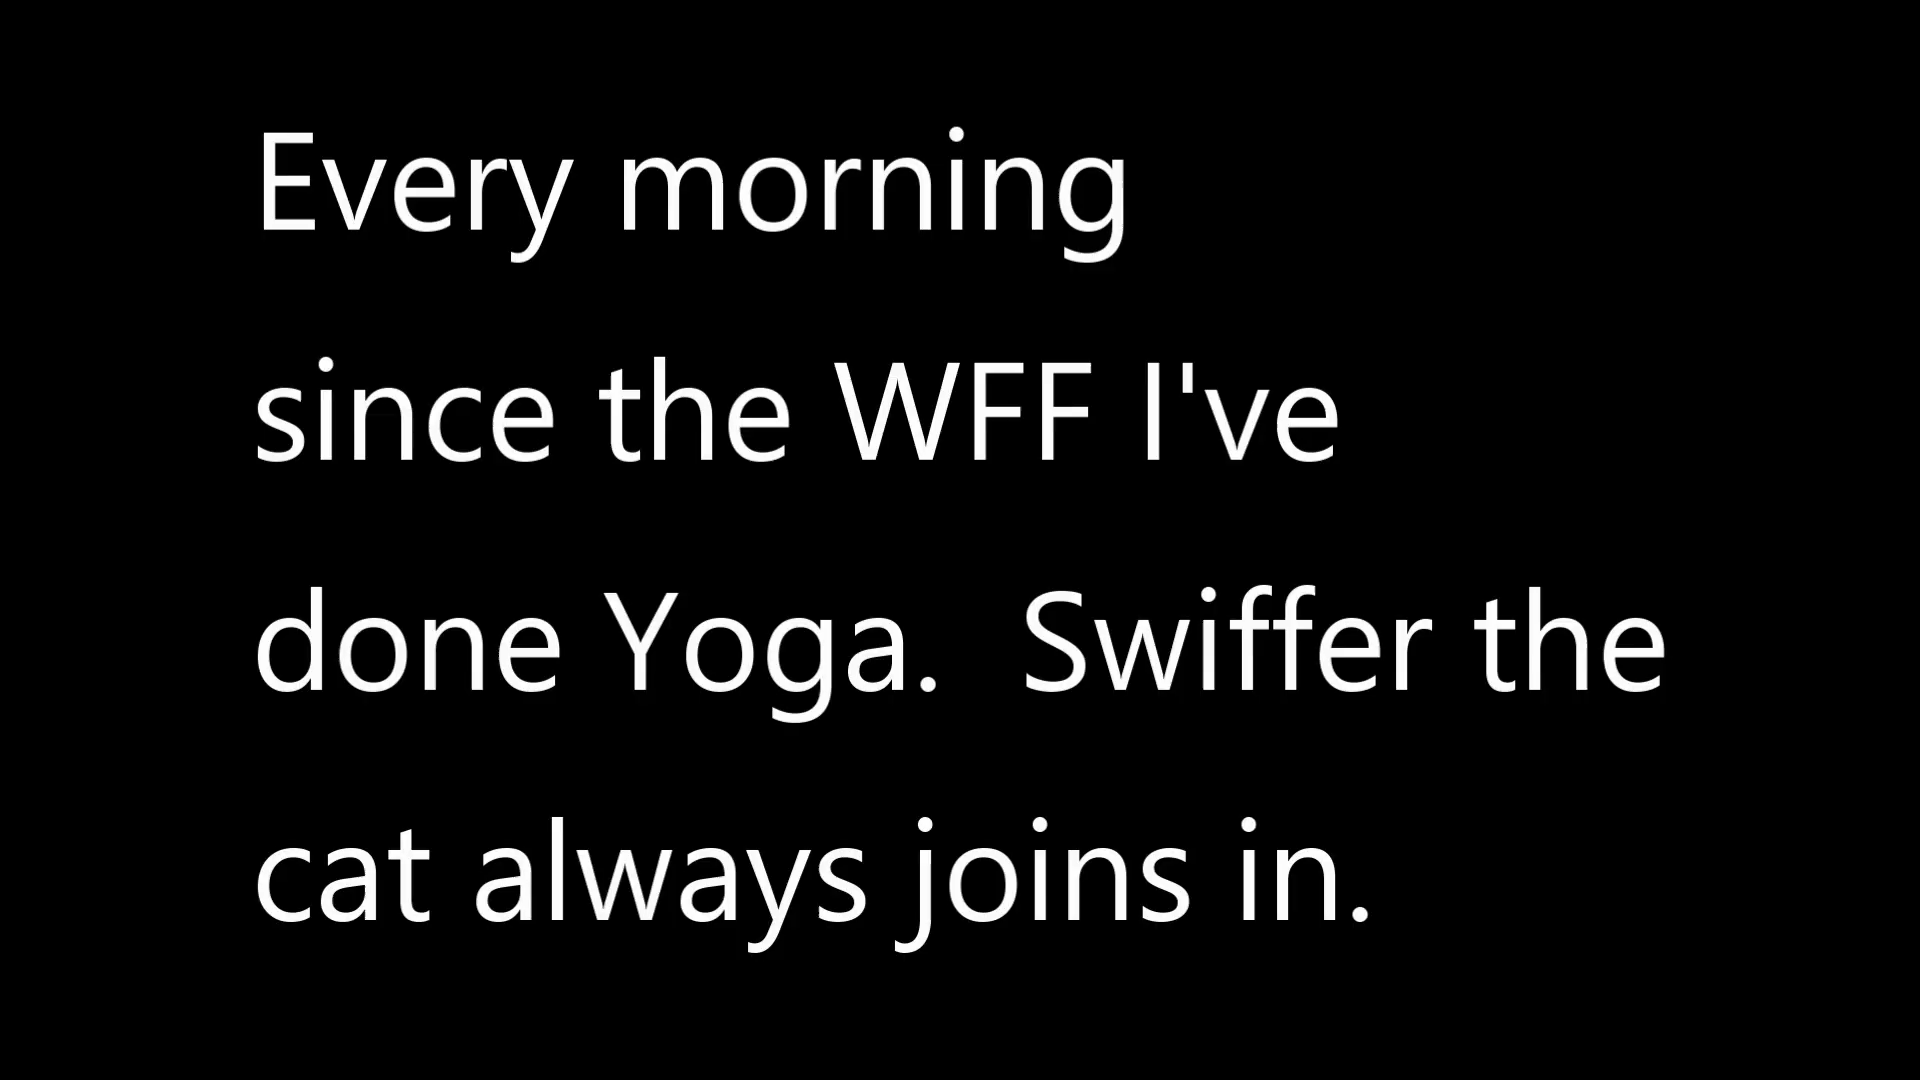 Every morning
since the WFF I've
done Yoga.  Swiffer the
cat always joins in.